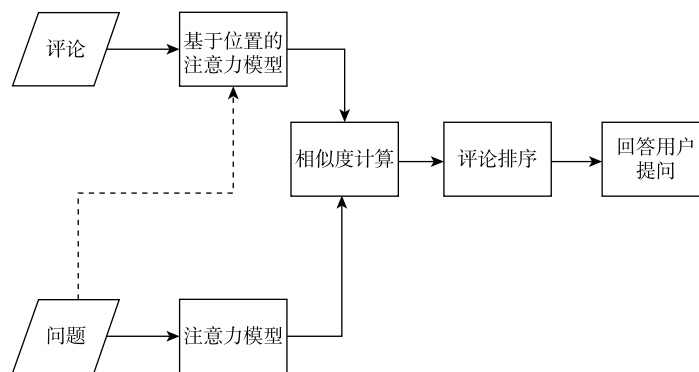 评论
基于位置的
注意力模型
相似度计算
评论排序
回答用户
提问
问题
注意力模型